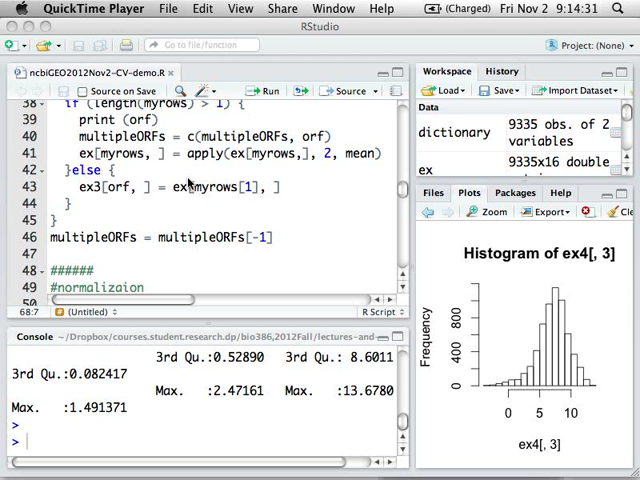 QuickTime Player File Edit View Share Window Help (Charged) Fri Nov 2 9:14:31
RStudio
Go to file/function Project: (None)
ncbiGEO2012Nov2-CV-demo.R
Source on Save Run Source
38 if (length(myrows) > 1) {
39 print (orf)
40 multipleORFs = c(multipleORFs, orf)
41 ex[myrows, ] = apply(ex[myrows,], 2, mean)
42 }else {
43 ex3[orf, ] = ex[myrows[1], ]
44 }
45 }
46 multipleORFs = multipleORFs[-1]
47
48 ######
49 #normalizaion
50
68:7 (Untitled) R Script
Console ~/Dropbox/courses.student.research.dp/bio386,2012Fall/lectures-and-
3rd Qu.:0.52890 3rd Qu.: 8.6011
3rd Qu.:0.082417
Max. :2.47161 Max. :13.6780
Max. :1.491371
>
>
Workspace History
Load Save Import Dataset
Data
dictionary 9335 obs. of 2 variables
ex 9335x16 double
Files Plots Packages Help
Zoom Export
Histogram of ex4[, 3]
Frequency
0 400 800
0 5 10
ex4[, 3]